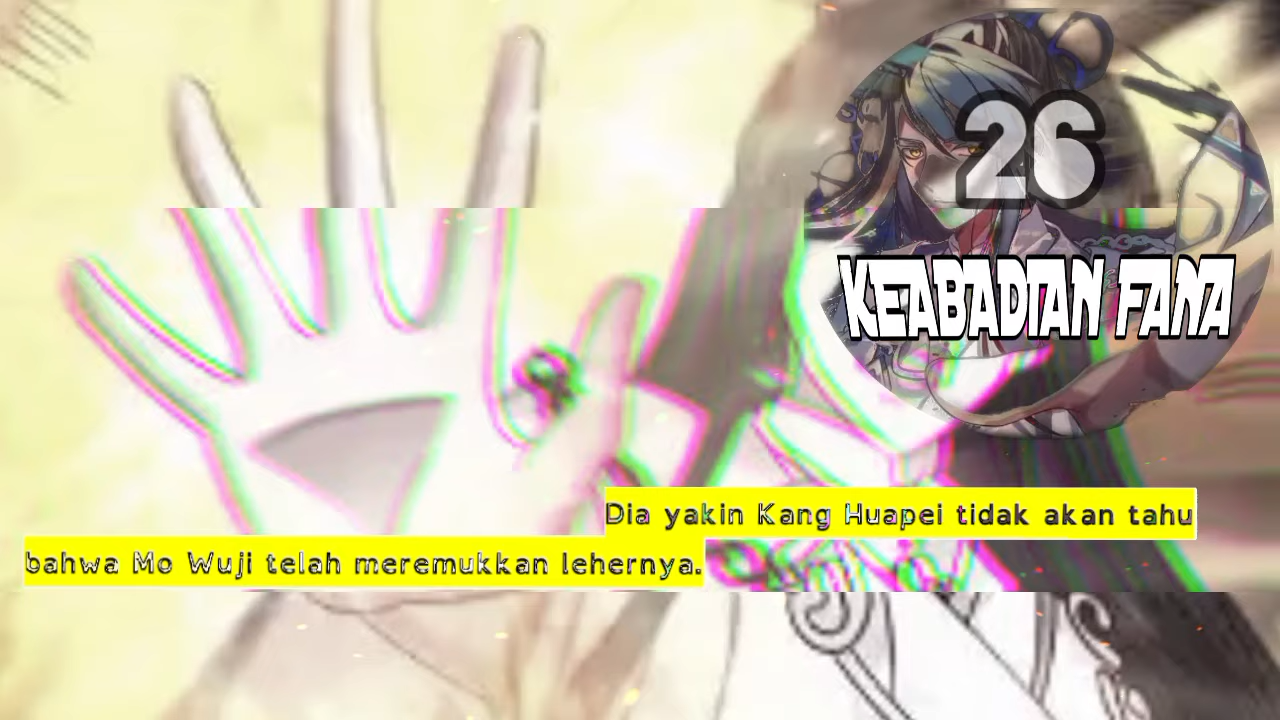 26
KEABADIAN FANA
Dia yakin Kang Huapei tidak akan tahu
bahwa Mo Wuji telah meremukkan lehernya.